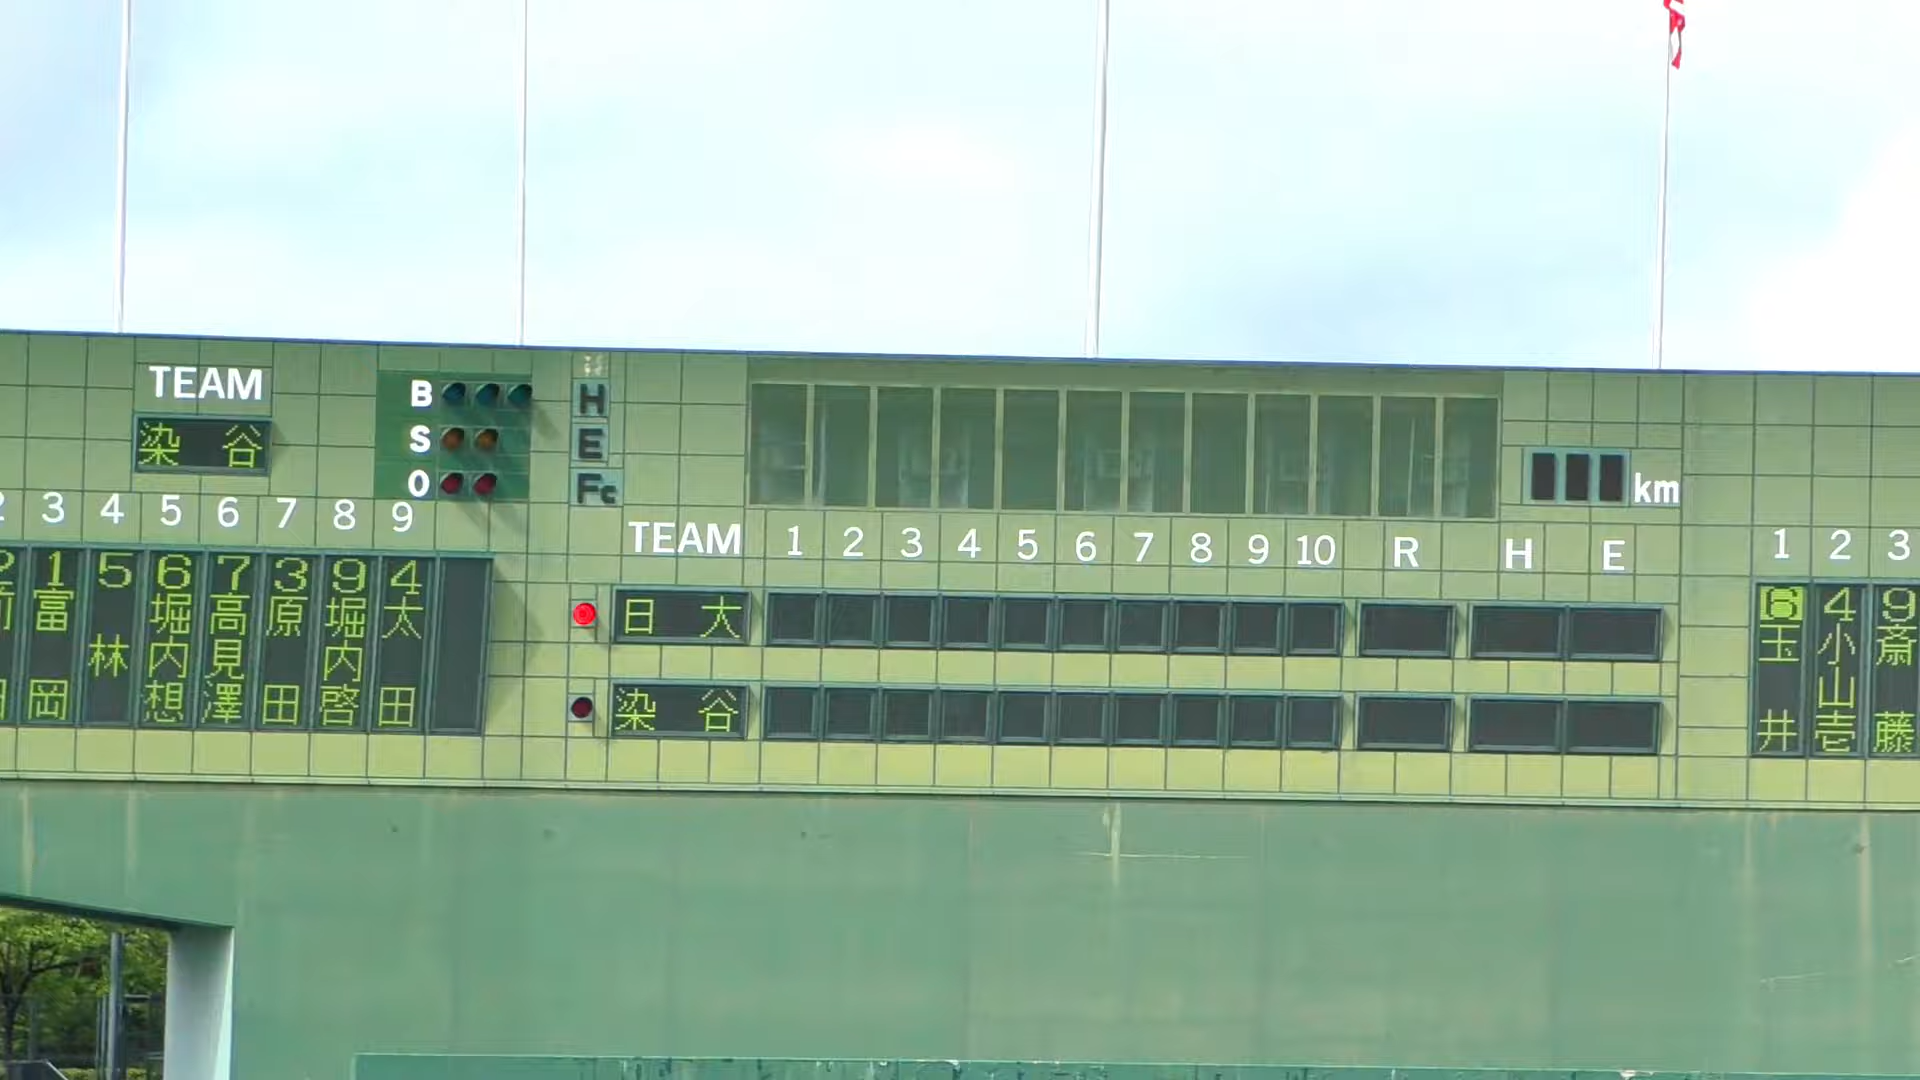 TEAM
染谷
B
S
O
H
E
Fc
km
3 4 5 6 7 8 9
TEAM 1 2 3 4 5 6 7 8 9 10 R H E
1 2 3
1 富岡
5 林
6 堀内想
7 高見澤
3 原田
9 堀内啓
4 太田
日大
染谷
6 玉井
4 小山壱
9 斎藤